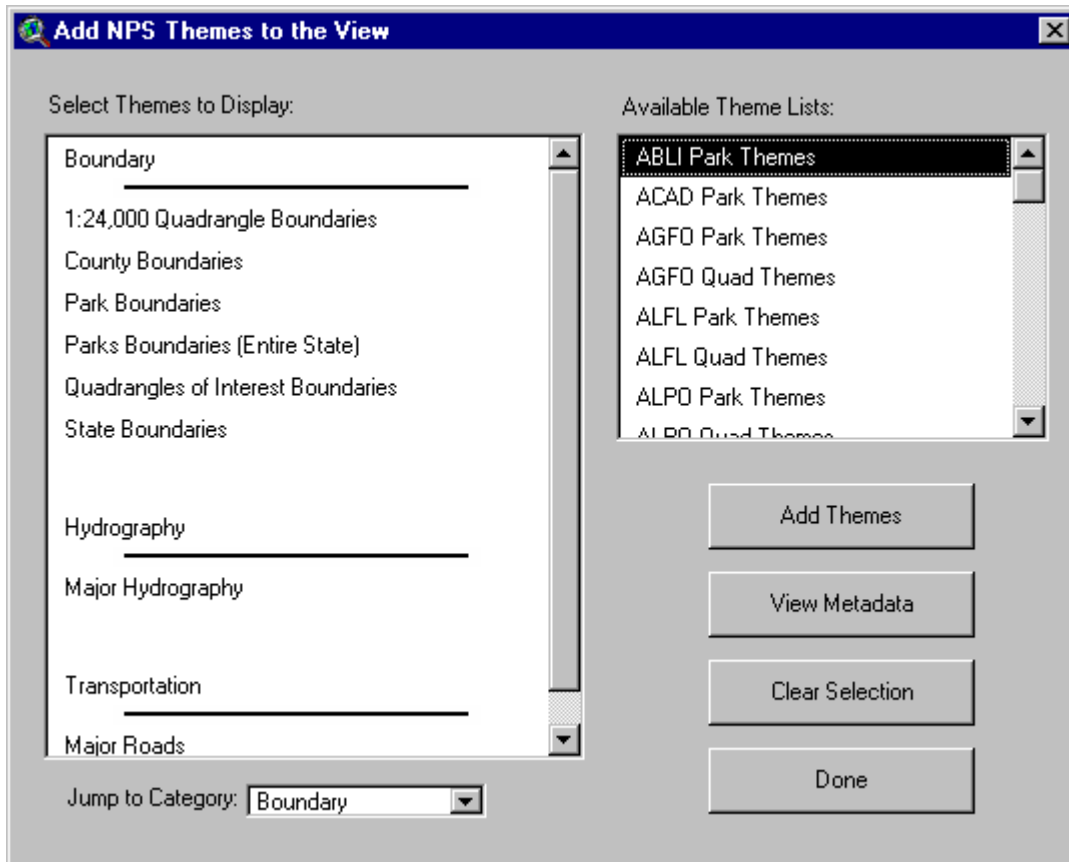 Add NPS Themes to the View
Select Themes to Display:
Boundary
1:24,000 Quadrangle Boundaries
County Boundaries
Park Boundaries
Parks Boundaries (Entire State)
Quadrangles of Interest Boundaries
State Boundaries
Hydrography
Major Hydrography
Transportation
Major Roads
Jump to Category: Boundary
Available Theme Lists:
ABLI Park Themes
ACAD Park Themes
AGFO Park Themes
AGFO Quad Themes
ALFL Park Themes
ALFL Quad Themes
ALPO Park Themes
ALPO Quad Themes
Add Themes
View Metadata
Clear Selection
Done